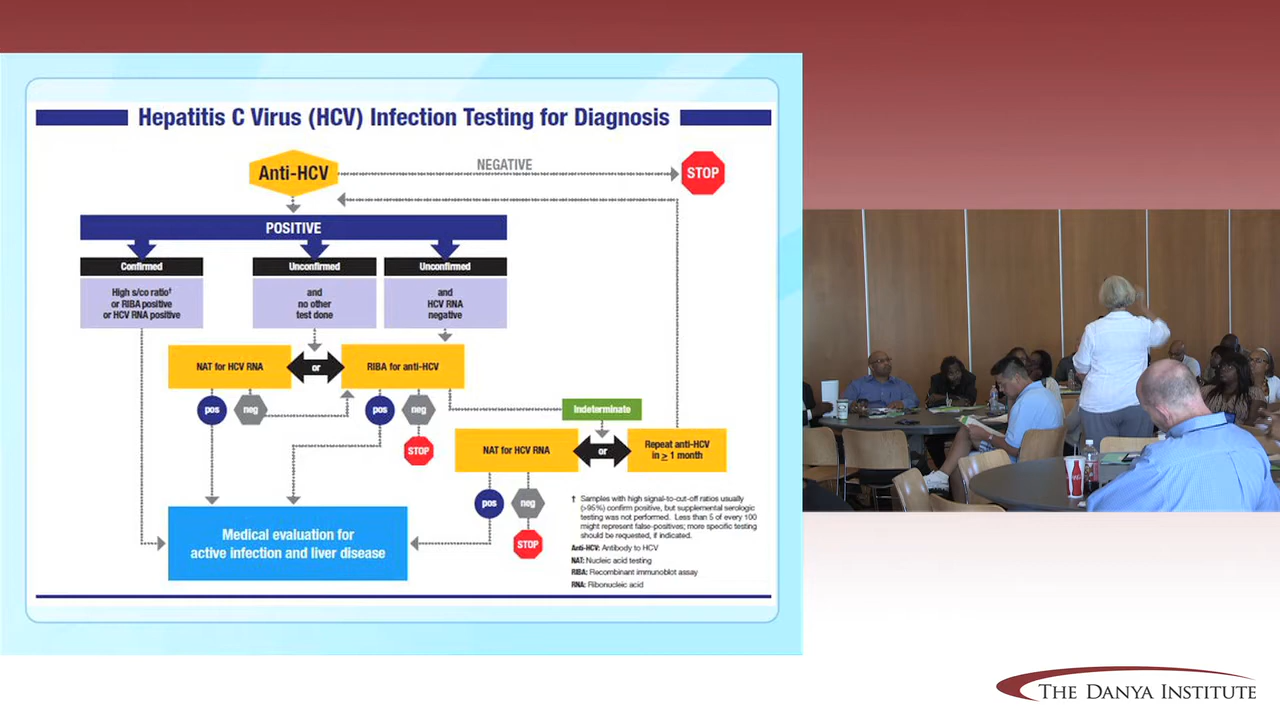 Hepatitis C Virus (HCV) Infection Testing for Diagnosis
Anti-HCV
NEGATIVE
STOP
POSITIVE
Confirmed
High s/co ratio†
or RIBA positive
or HCV RNA positive
Unconfirmed
and
no other
test done
Unconfirmed
and
HCV RNA
negative
NAT for HCV RNA
or
RIBA for anti-HCV
pos
neg
pos
neg
STOP
Indeterminate
NAT for HCV RNA
or
Repeat anti-HCV
in ≥ 1 month
pos
neg
STOP
Medical evaluation for
active infection and liver disease
† Samples with high signal-to-cut-off ratios usually
(>95%) confirm positive, but supplemental serologic
testing was not performed. Less than 5 of every 100
might represent false-positives; more specific testing
should be requested, if indicated.
Anti-HCV: Antibody to HCV
NAT: Nucleic acid testing
RIBA: Recombinant immunoblot assay
RNA: Ribonucleic acid
THE DANYA INSTITUTE